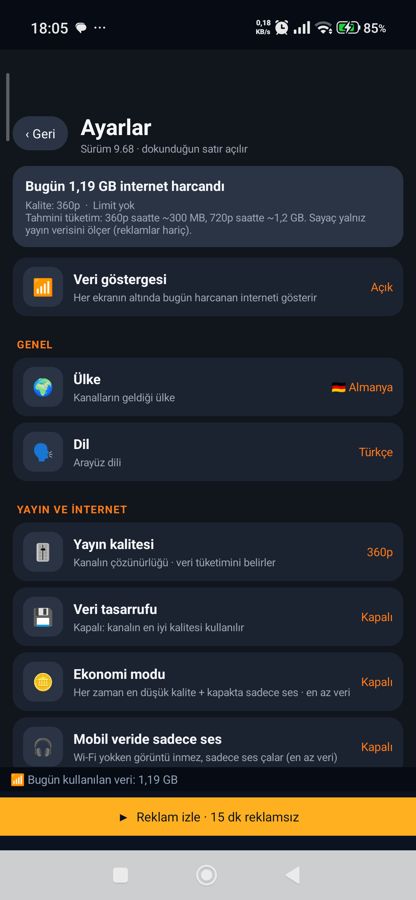 18:05
0,18 KB/s
85%
‹ Geri
Ayarlar
Sürüm 9.68 · dokunduğun satır açılır
Bugün 1,19 GB internet harcandı
Kalite: 360p · Limit yok
Tahmini tüketim: 360p saatte ~300 MB, 720p saatte ~1,2 GB. Sayaç yalnız
yayın verisini ölçer (reklamlar hariç).
Veri göstergesi
Her ekranın altında bugün harcanan interneti gösterir
Açık
GENEL
Ülke
Kanalların geldiği ülke
Almanya
Dil
Arayüz dili
Türkçe
YAYIN VE İNTERNET
Yayın kalitesi
Kanalın çözünürlüğü · veri tüketimini belirler
360p
Veri tasarrufu
Kapalı: kanalın en iyi kalitesi kullanılır
Kapalı
Ekonomi modu
Her zaman en düşük kalite + kapakta sadece ses · en az veri
Kapalı
Mobil veride sadece ses
Wi-Fi yokken görüntü inmez, sadece ses çalar (en az veri)
Kapalı
Bugün kullanılan veri: 1,19 GB
► Reklam izle · 15 dk reklamsız